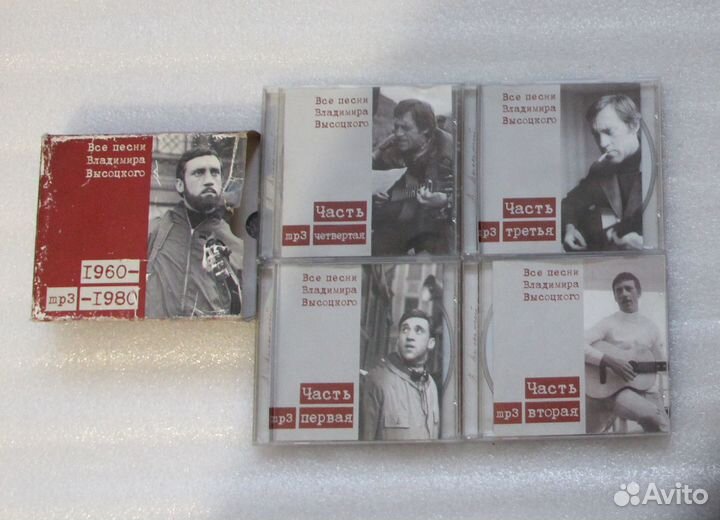 Все песни
Владимира
Высоцкого
1960-
mp3 -1980
Все песни
Владимира
Высоцкого
Часть
mp3 четвертая
Все песни
Владимира
Высоцкого
Часть
mp3 третья
Все песни
Владимира
Высоцкого
Часть
mp3 первая
Все песни
Владимира
Высоцкого
Часть
mp3 вторая
Avito